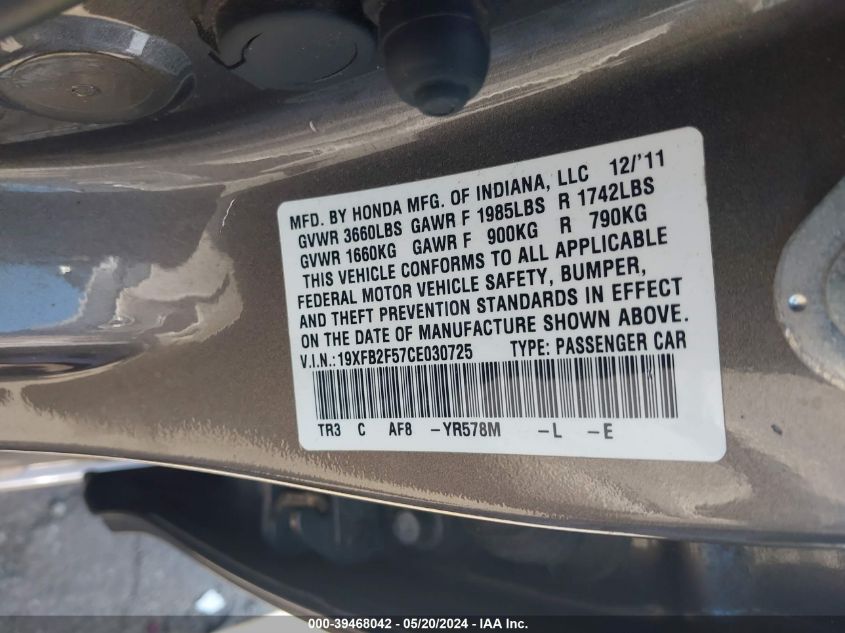 MFD. BY HONDA MFG. OF INDIANA, LLC 12/'11
GVWR 3660LBS GAWR F 1985LBS R 1742LBS
GVWR 1660KG GAWR F 900KG R 790KG
THIS VEHICLE CONFORMS TO ALL APPLICABLE
FEDERAL MOTOR VEHICLE SAFETY, BUMPER,
AND THEFT PREVENTION STANDARDS IN EFFECT
ON THE DATE OF MANUFACTURE SHOWN ABOVE.
V.I.N.:19XFB2F57CE030725 TYPE: PASSENGER CAR
TR3 C AF8 -YR578M -L -E
000-39468042 / 05/20/2024 - IAA Inc.